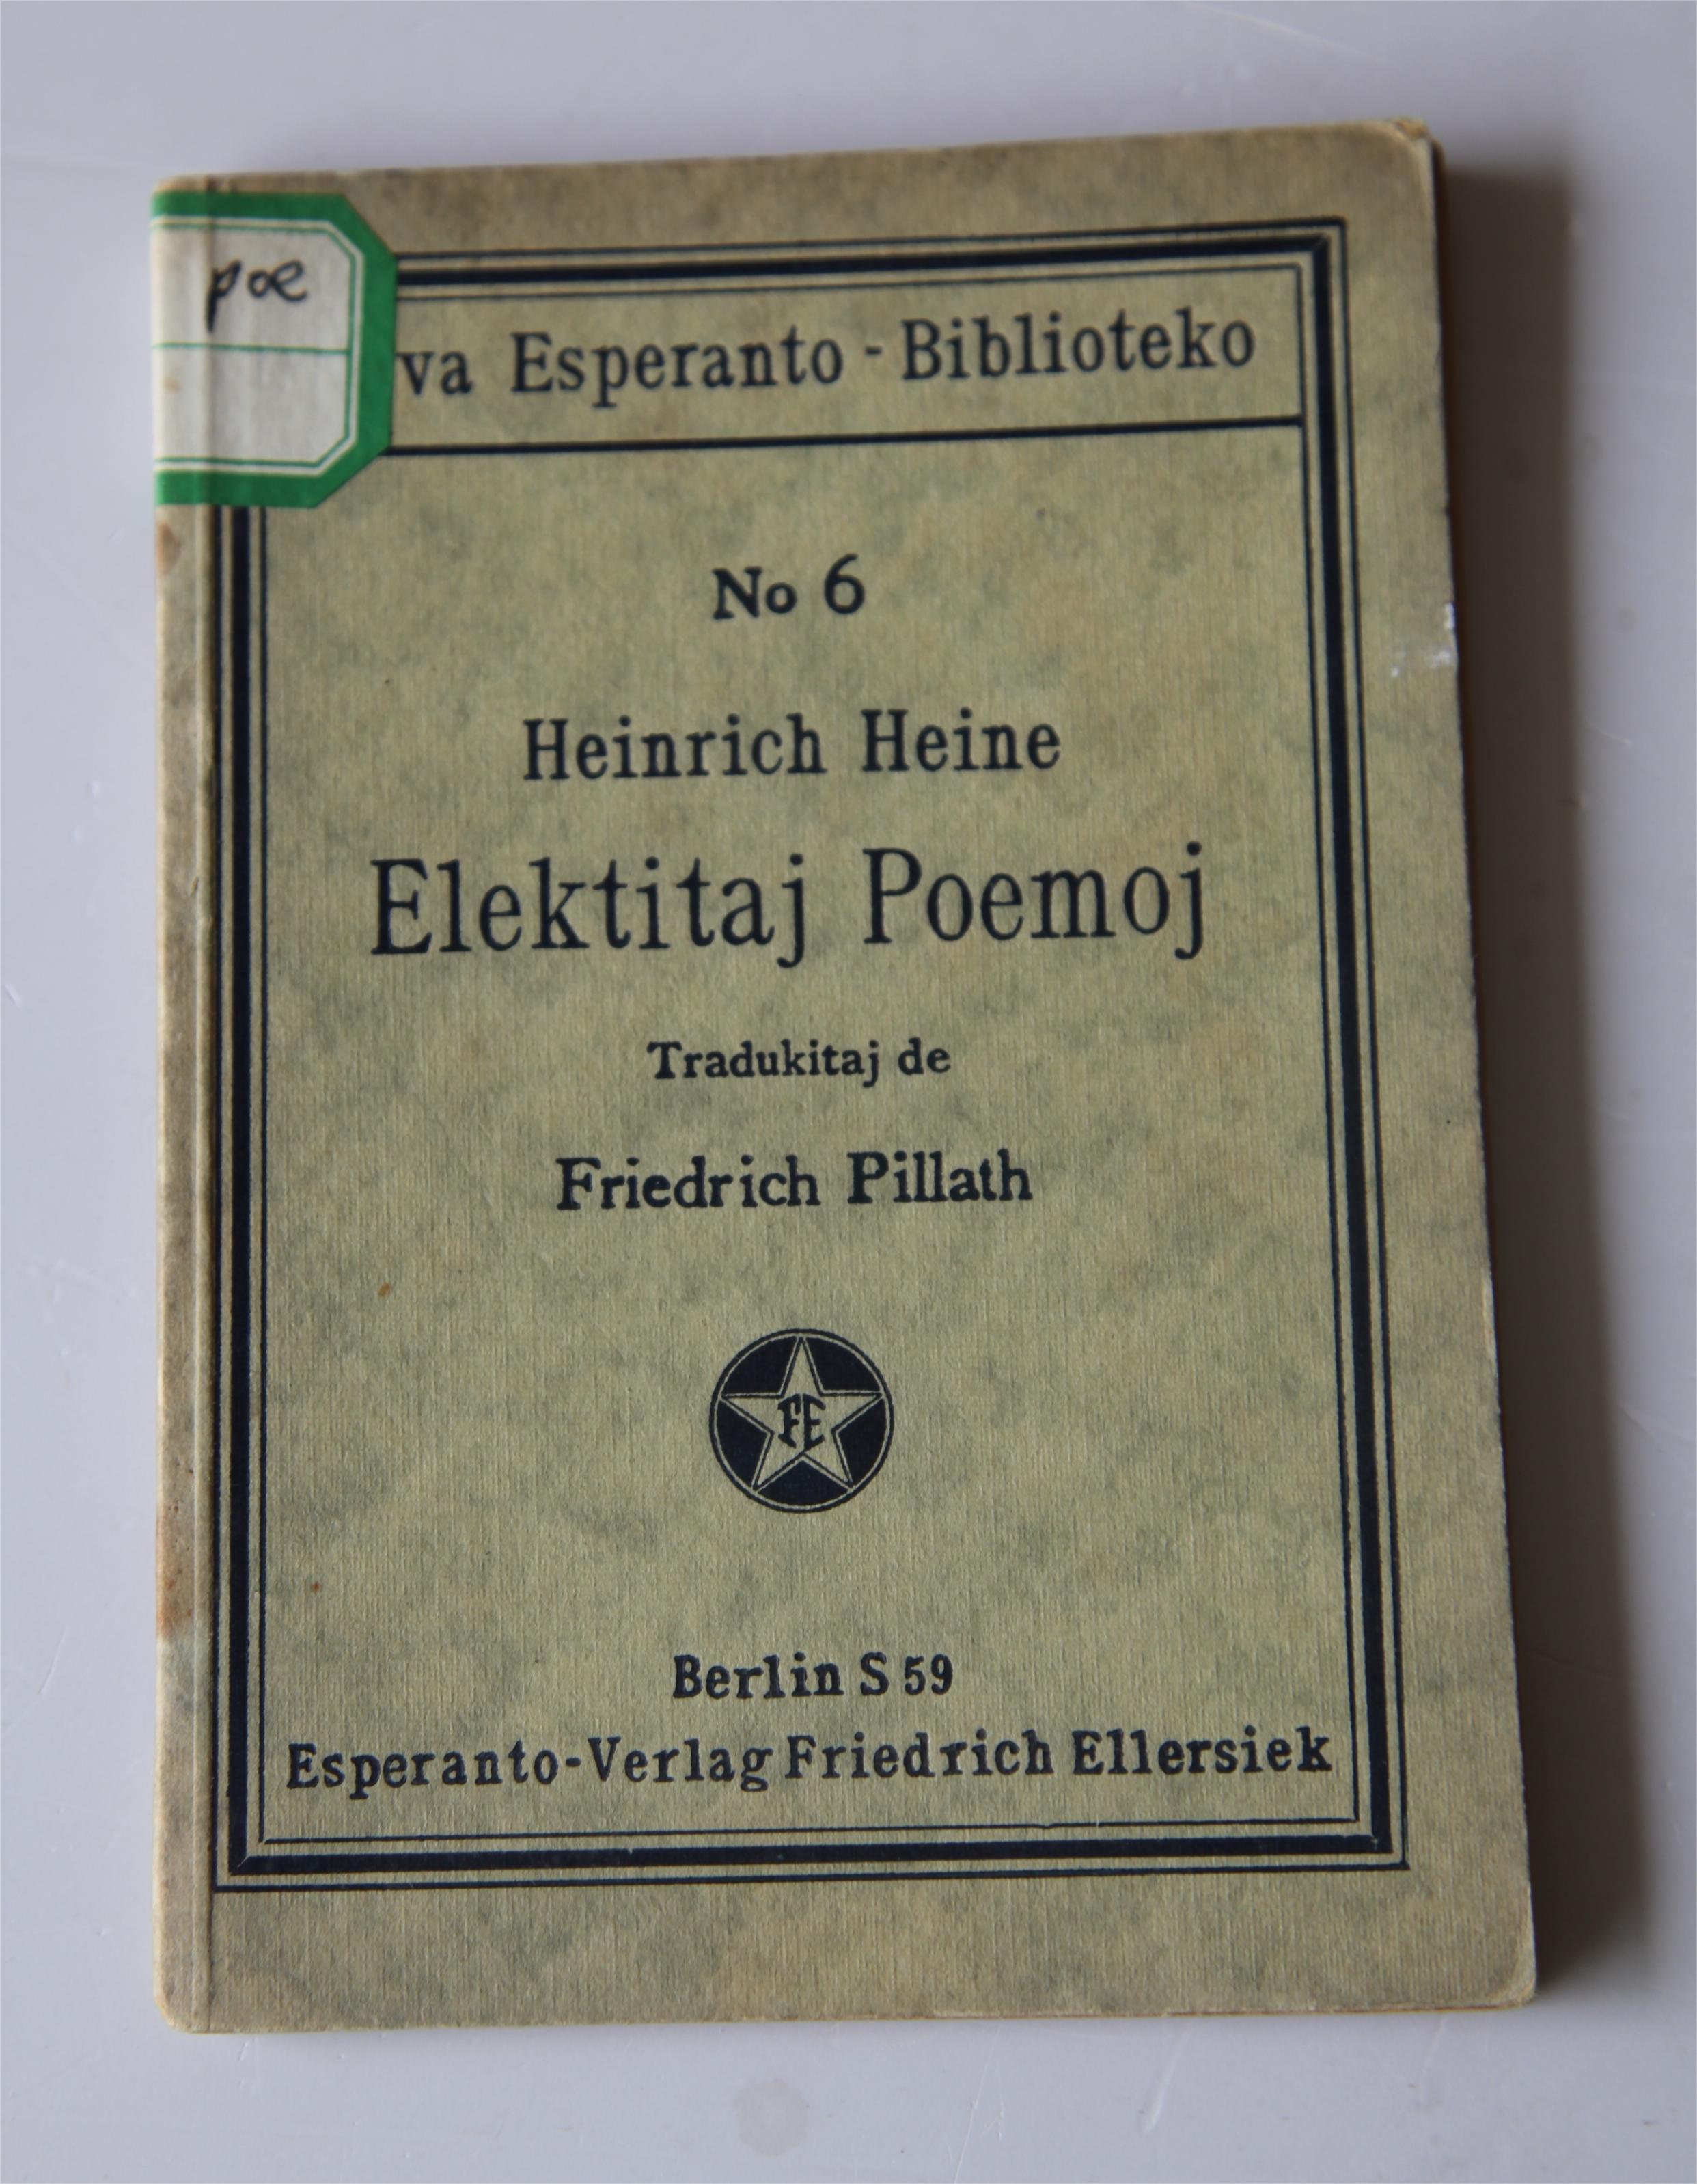 poe
va Esperanto - Biblioteko
No 6
Heinrich Heine
Elektitaj Poemoj
Tradukitaj de
Friedrich Pillath
FE
Berlin S 59
Esperanto-Verlag Friedrich Ellersiek